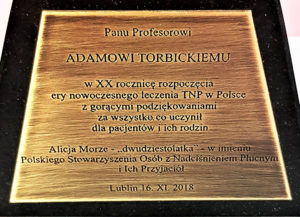 Panu Profesorowi
ADAMOWI TORBICKIEMU
w XX rocznicę rozpoczęcia
ery nowoczesnego leczenia TNP w Polsce
z gorącymi podziękowaniami
za wszystko co uczynił
dla pacjentów i ich rodzin
Alicja Morze - „dwudziestolatka" - w imieniu
Polskiego Stowarzyszenia Osób z Nadciśnieniem Płucnym
i Ich Przyjaciół
Lublin 16. XI. 2018